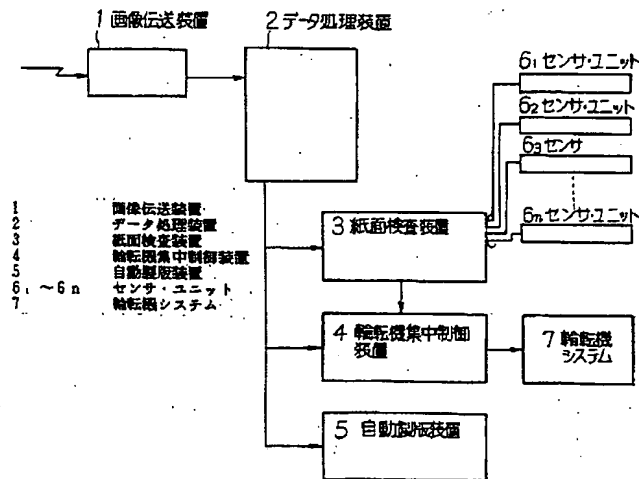 1 画像伝送装置
2 データ処理装置
6₁ センサ・ユニット
6₂ センサ・ユニット
6₃ センサ
6n センサ・ユニット
1 画像伝送装置
2 データ処理装置
3 紙面検査装置
4 輪転機集中制御装置
5 自動製版装置
6₁ ～6n センサ・ユニット
7 輪転機システム
3 紙面検査装置
4 輪転機集中制御
装置
7 輪転機
システム
5 自動製版装置